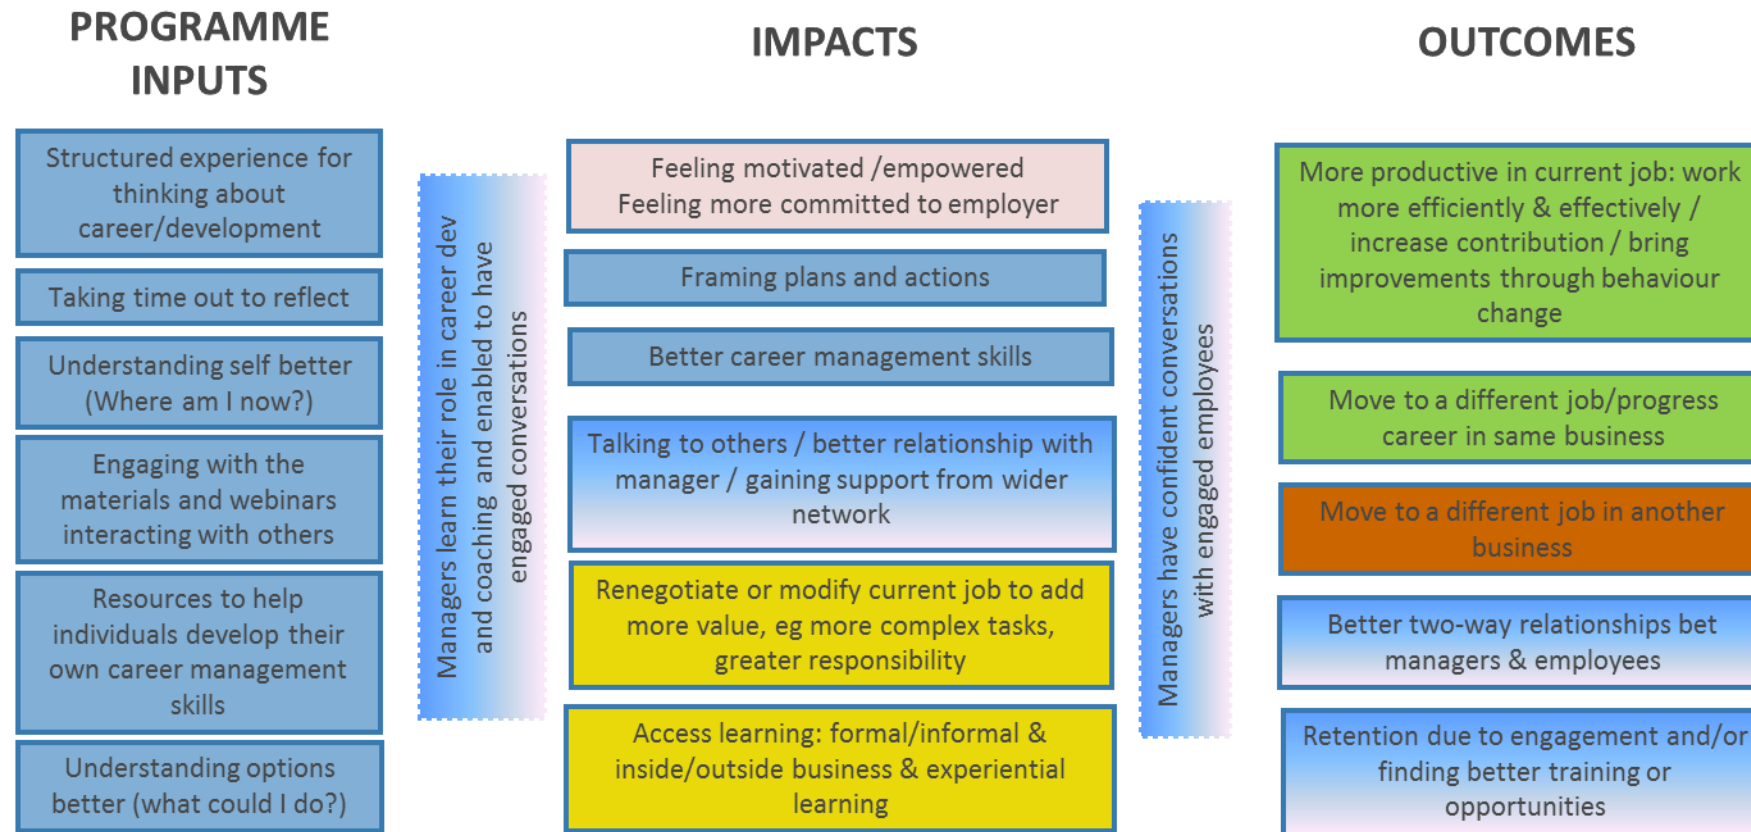 PROGRAMME
INPUTS
Structured experience for
thinking about
career/development
Taking time out to reflect
Understanding self better
(Where am I now?)
Engaging with the
materials and webinars
interacting with others
Resources to help
individuals develop their
own career management
skills
Understanding options
better (what could I do?)
Managers learn their role in career dev
and coaching and enabled to have
engaged conversations
IMPACTS
Feeling motivated /empowered
Feeling more committed to employer
Framing plans and actions
Better career management skills
Talking to others / better relationship with
manager / gaining support from wider
network
Renegotiate or modify current job to add
more value, eg more complex tasks,
greater responsibility
Access learning: formal/informal &
inside/outside business & experiential
learning
Managers have confident conversations
with engaged employees
OUTCOMES
More productive in current job: work
more efficiently & effectively /
increase contribution / bring
improvements through behaviour
change
Move to a different job/progress
career in same business
Move to a different job in another
business
Better two-way relationships bet
managers & employees
Retention due to engagement and/or
finding better training or
opportunities